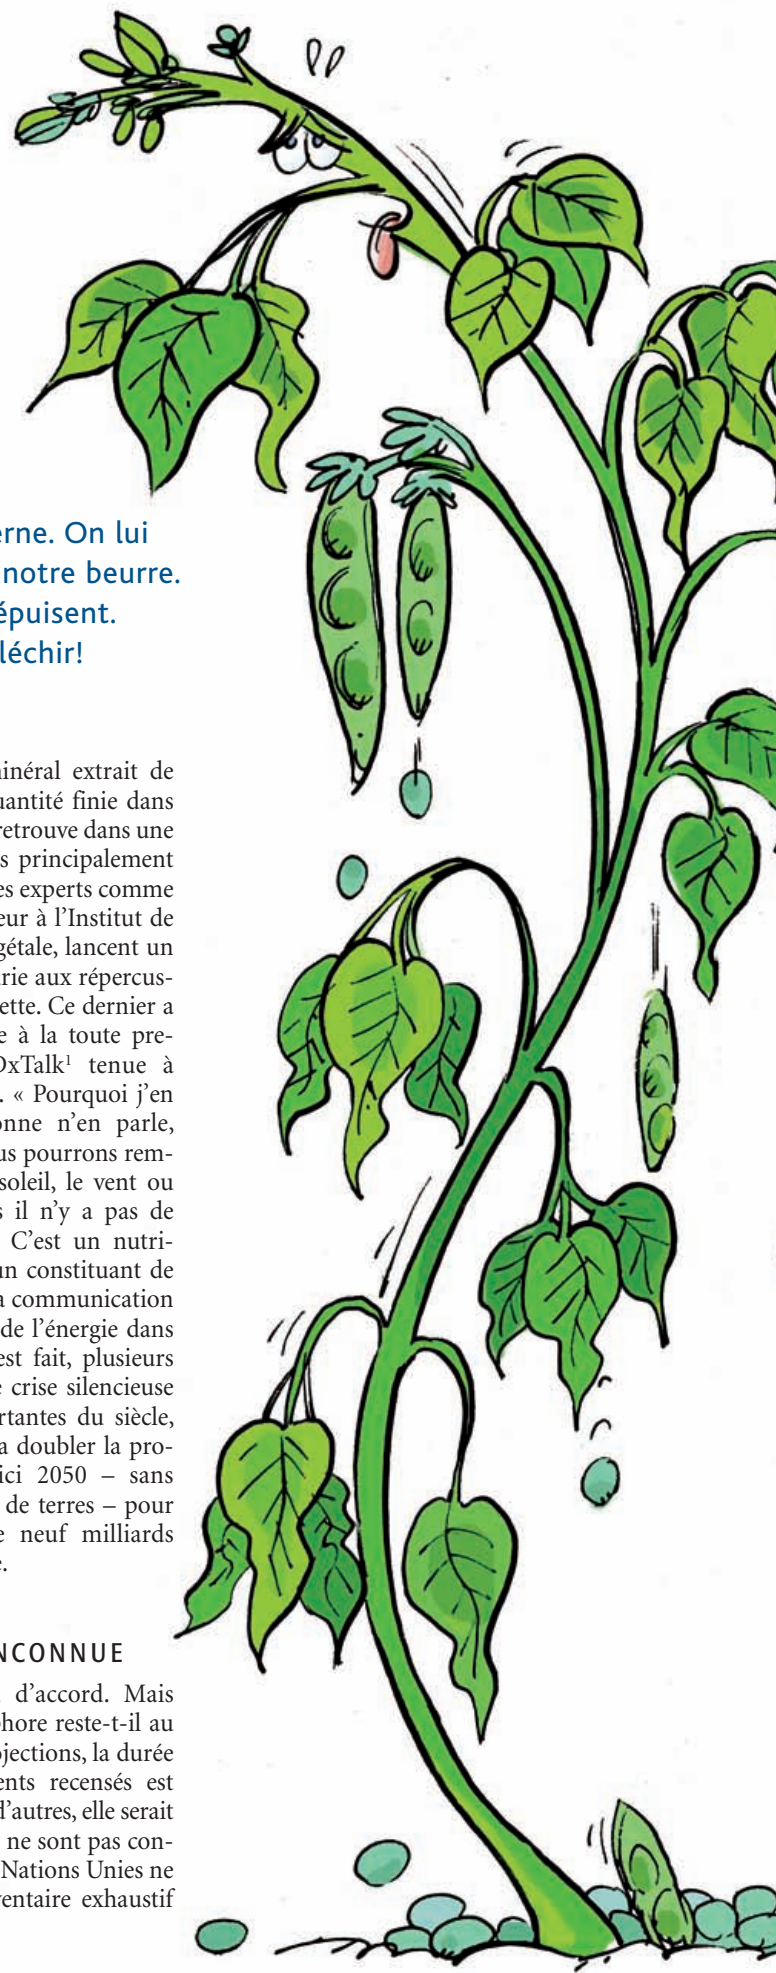 erne. On lui
notre beurre.
épuisent.
léchir!
inéral extrait de
uantité finie dans
retrouve dans une
s principalement
es experts comme
eur à l'Institut de
gétale, lancent un
rie aux répercus-
ette. Ce dernier a
e à la toute pre-
OxTalk¹ tenue à
. « Pourquoi j'en
onne n'en parle,
us pourrons rem-
soleil, le vent ou
s il n'y a pas de
C'est un nutri-
un constituant de
a communication
de l'énergie dans
est fait, plusieurs
e crise silencieuse
rtantes du siècle,
a doubler la pro-
ici 2050 – sans
de terres – pour
e neuf milliards
e.
NCONNUE
d'accord. Mais
hore reste-t-il au
ojections, la durée
ents recensés est
d'autres, elle serait
ne sont pas con-
Nations Unies ne
ventaire exhaustif